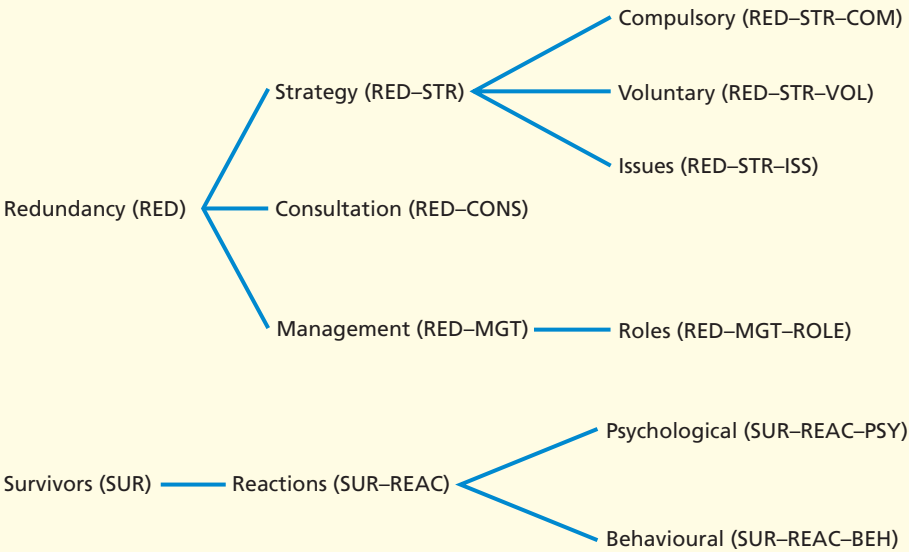 Compulsory (RED–STR–COM)
Strategy (RED–STR)
Voluntary (RED–STR–VOL)
Issues (RED–STR–ISS)
Redundancy (RED)
Consultation (RED–CONS)
Management (RED–MGT)
Roles (RED–MGT–ROLE)
Psychological (SUR–REAC–PSY)
Survivors (SUR)
Reactions (SUR–REAC)
Behavioural (SUR–REAC–BEH)